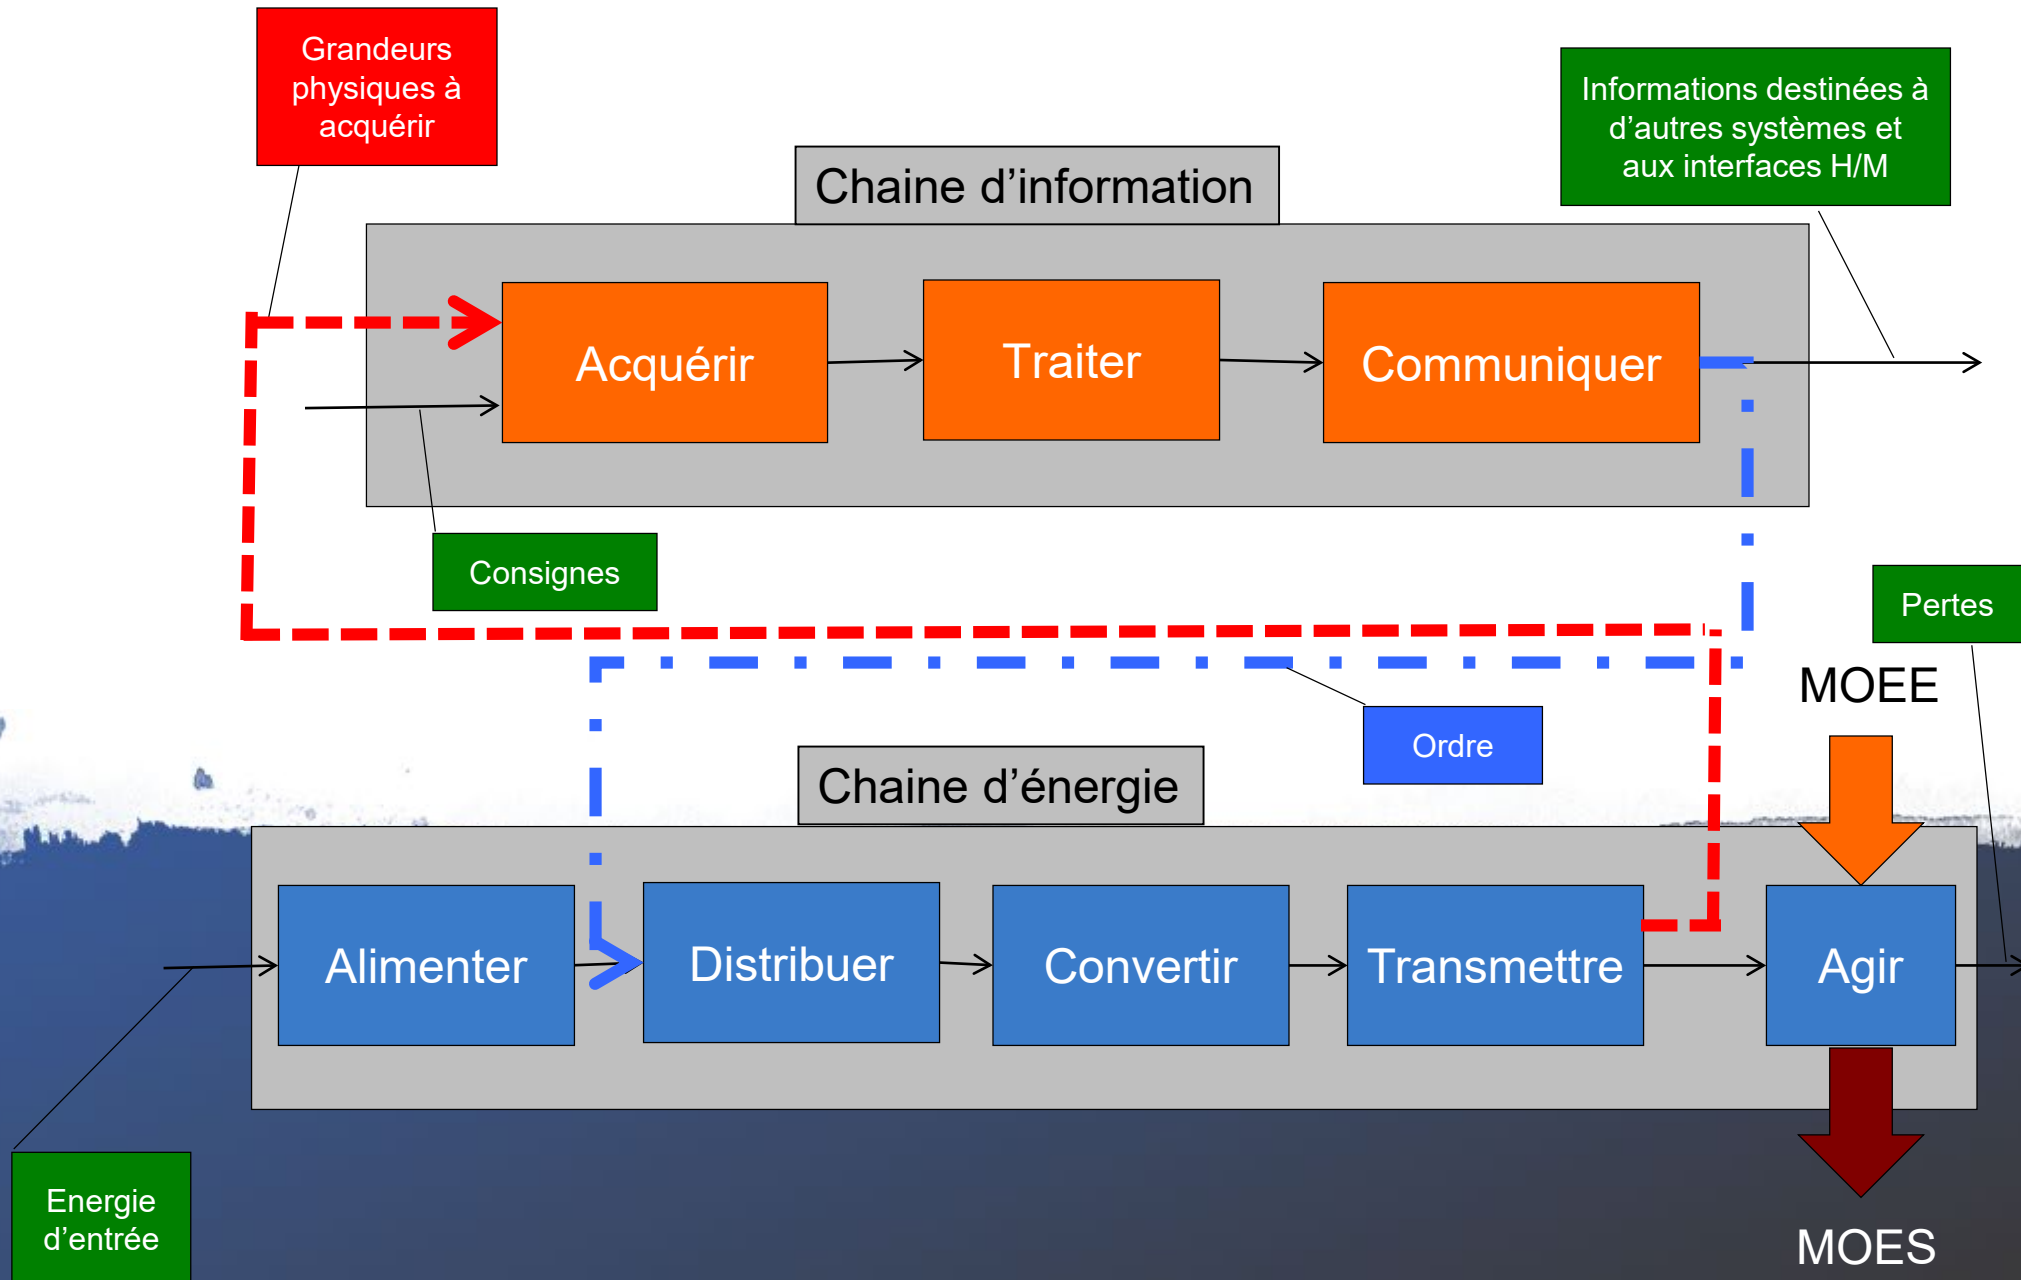 Grandeurs
physiques à
acquérir
Informations destinées à
d’autres systèmes et
aux interfaces H/M
Chaine d’information
Acquérir
Traiter
Communiquer
Consignes
Pertes
MOEE
Ordre
Chaine d’énergie
Alimenter
Distribuer
Convertir
Transmettre
Agir
Energie
d’entrée
MOES